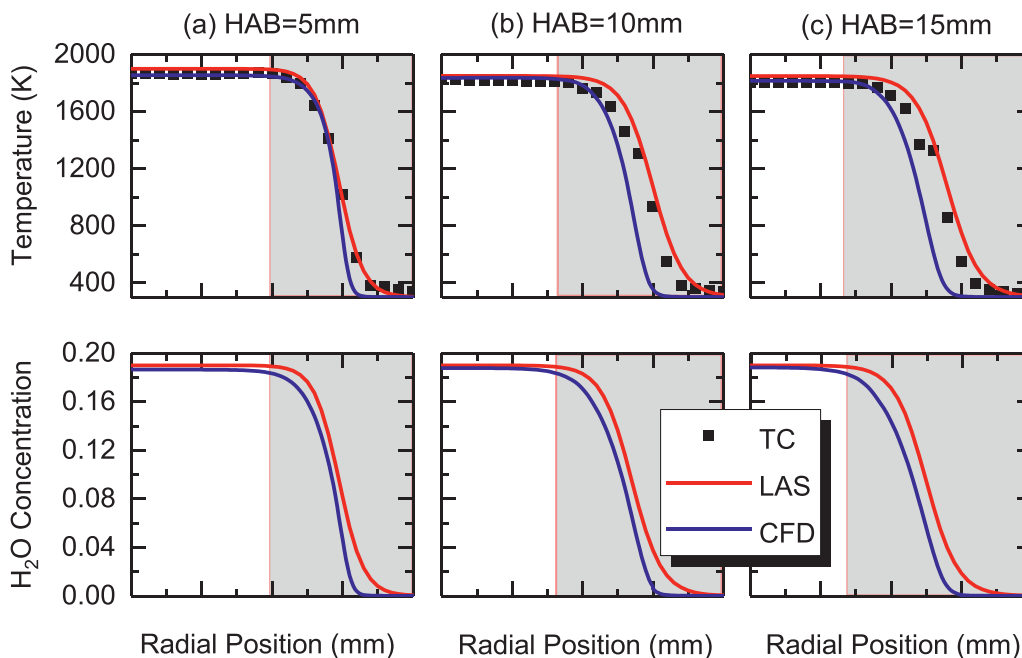 (a) HAB=5mm
(b) HAB=10mm
(c) HAB=15mm
Temperature (K)
2000
1600
1200
800
400
H₂O Concentration
0.20
0.16
0.12
0.08
0.04
0.00
TC
LAS
CFD
Radial Position (mm)
Radial Position (mm)
Radial Position (mm)